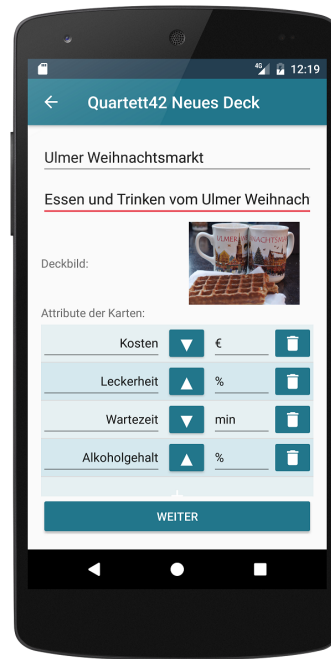 4G 12:19
Quartett42 Neues Deck
Ulmer Weihnachtsmarkt
Essen und Trinken vom Ulmer Weihnach
Deckbild:
ULMER
Attribute der Karten:
Kosten ▼ €
Leckerheit ▲ %
Wartezeit ▼ min
Alkoholgehalt ▲ %
+
WEITER